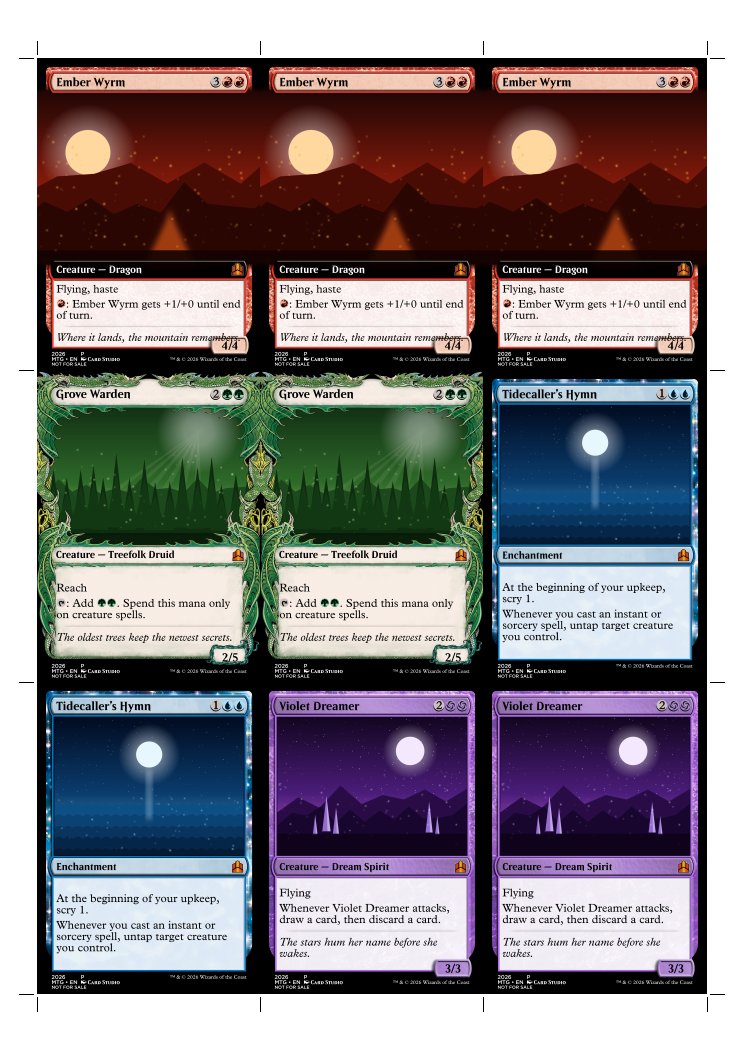 Ember Wyrm 3
Flying, haste
Creature — Dragon
: Ember Wyrm gets +1/+0 until end
of turn.
Where it lands, the mountain remembers.
4/4
2026 P
MTG • EN Card Studio
NOT FOR SALE
™ & © 2026 Wizards of the Coast
Ember Wyrm 3
Creature — Dragon
Flying, haste
: Ember Wyrm gets +1/+0 until end
of turn.
Where it lands, the mountain remembers.
4/4
2026 P
MTG • EN Card Studio
NOT FOR SALE
™ & © 2026 Wizards of the Coast
Ember Wyrm 3
Creature — Dragon
Flying, haste
: Ember Wyrm gets +1/+0 until end
of turn.
Where it lands, the mountain remembers.
4/4
2026 P
MTG • EN Card Studio
NOT FOR SALE
™ & © 2026 Wizards of the Coast
Grove Warden 2
Creature — Treefolk Druid
Reach
: Add . Spend this mana only
on creature spells.
The oldest trees keep the newest secrets.
2/5
2026 P
MTG • EN Card Studio
NOT FOR SALE
™ & © 2026 Wizards of the Coast
Grove Warden 2
Creature — Treefolk Druid
Reach
: Add . Spend this mana only
on creature spells.
The oldest trees keep the newest secrets.
2/5
2026 P
MTG • EN Card Studio
NOT FOR SALE
™ & © 2026 Wizards of the Coast
Tidecaller's Hymn 1
Enchantment
At the beginning of your upkeep,
scry 1.
Whenever you cast an instant or
sorcery spell, untap target creature
you control.
2026 P
MTG • EN Card Studio
NOT FOR SALE
™ & © 2026 Wizards of the Coast
Tidecaller's Hymn 1
Enchantment
At the beginning of your upkeep,
scry 1.
Whenever you cast an instant or
sorcery spell, untap target creature
you control.
2026 P
MTG • EN Card Studio
NOT FOR SALE
™ & © 2026 Wizards of the Coast
Violet Dreamer 2
Creature — Dream Spirit
Flying
Whenever Violet Dreamer attacks,
draw a card, then discard a card.
The stars hum her name before she
wakes.
3/3
2026 P
MTG • EN Card Studio
NOT FOR SALE
™ & © 2026 Wizards of the Coast
Violet Dreamer 2
Creature — Dream Spirit
Flying
Whenever Violet Dreamer attacks,
draw a card, then discard a card.
The stars hum her name before she
wakes.
3/3
2026 P
MTG • EN Card Studio
NOT FOR SALE
™ & © 2026 Wizards of the Coast